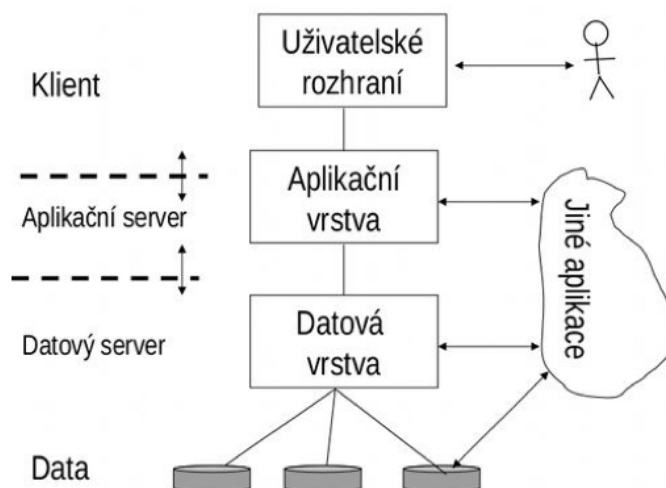 Uživatelské
rozhraní
Klient
Aplikační
vrstva
Aplikační server
Jiné aplikace
Datová
vrstva
Datový server
Data